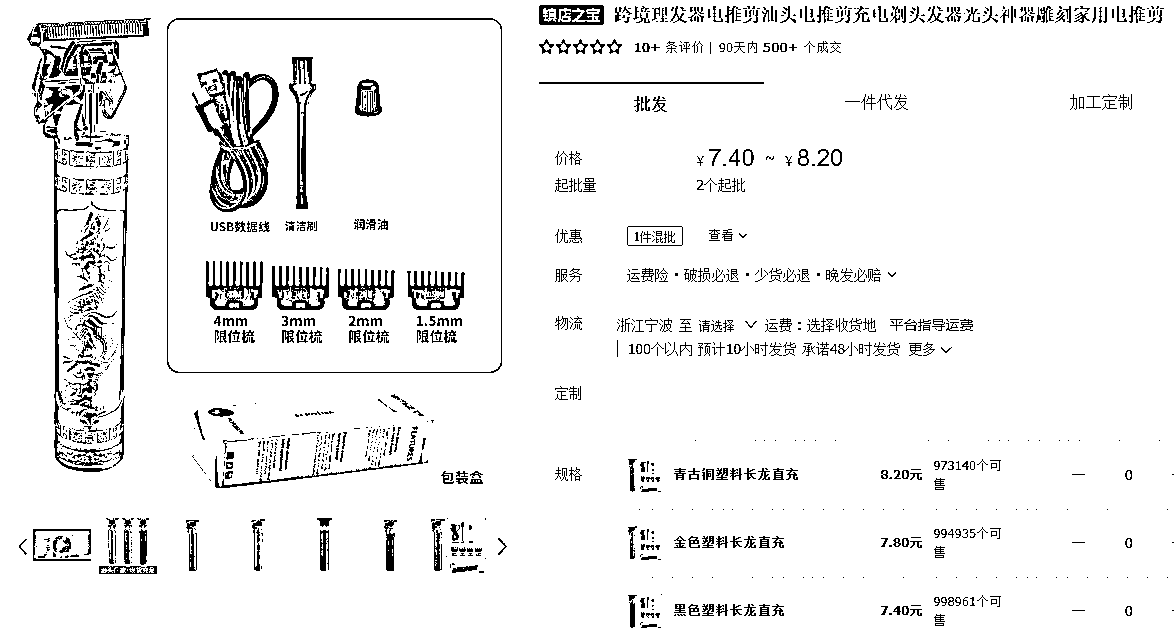 镇店之宝 跨境理发器电推剪油头电推剪充电剃头发器光头神器雕刻家用电推剪
10+ 条评价 | 90天内 500+ 个成交
批发 一件代发 加工定制
价格 ¥7.40 ~ ¥8.20
起批量 2个起批
优惠 1件混批 查看
服务 运费险・破损必退・少货必退・晚发必赔
物流 浙江宁波 至 请选择 运费：选择收货地 平台指导运费
100个以内 预计10小时发货 承诺48小时发货 更多
定制
规格 青古铜塑料长龙直充 8.20元 973140个可售 — 0
金色塑料长龙直充 7.80元 994935个可售 — 0
黑色塑料长龙直充 7.40元 998961个可售 — 0
USB数据线 清洁刷 润滑油
4mm 3mm 2mm 1.5mm
限位梳 限位梳 限位梳 限位梳
FEATURES
包装盒